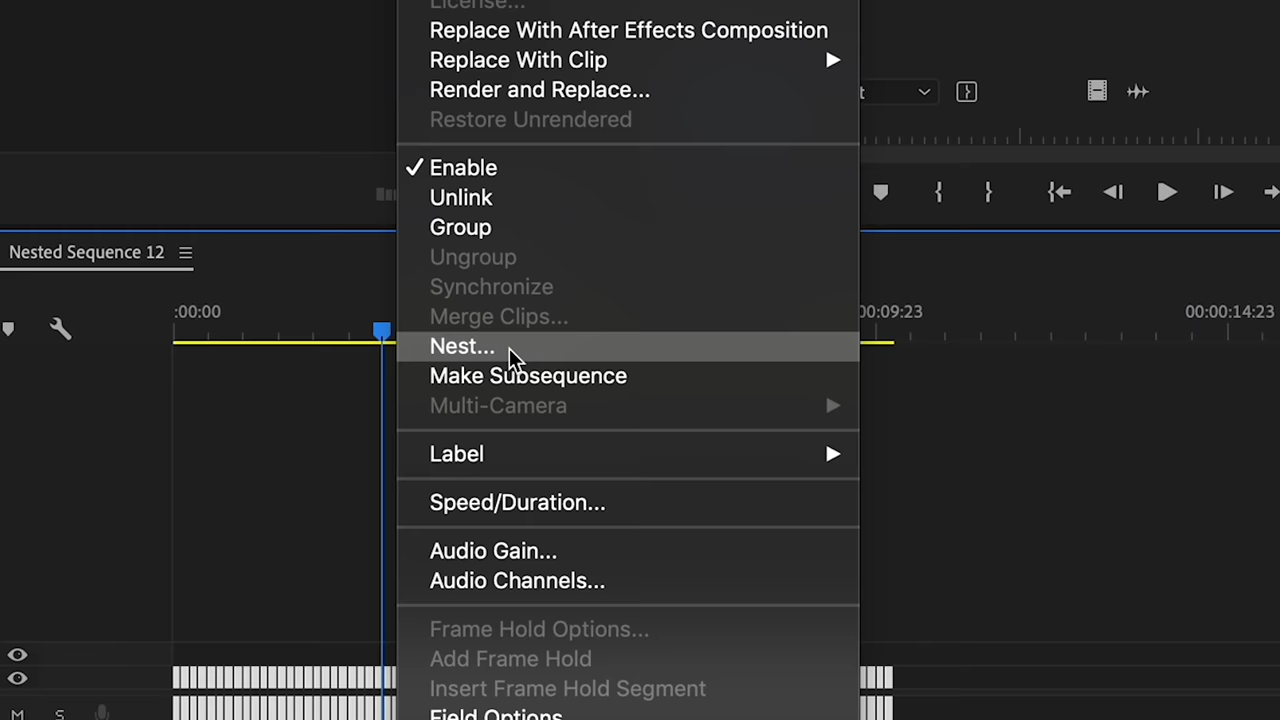 License...
Replace With After Effects Composition
Replace With Clip
Render and Replace...
Restore Unrendered
Enable
Unlink
Group
Ungroup
Synchronize
Merge Clips...
Nest...
Make Subsequence
Multi-Camera
Label
Speed/Duration...
Audio Gain...
Audio Channels...
Frame Hold Options...
Add Frame Hold
Insert Frame Hold Segment
Field Options
Nested Sequence 12
:00:00
00:09:23
00:00:14:23
M S